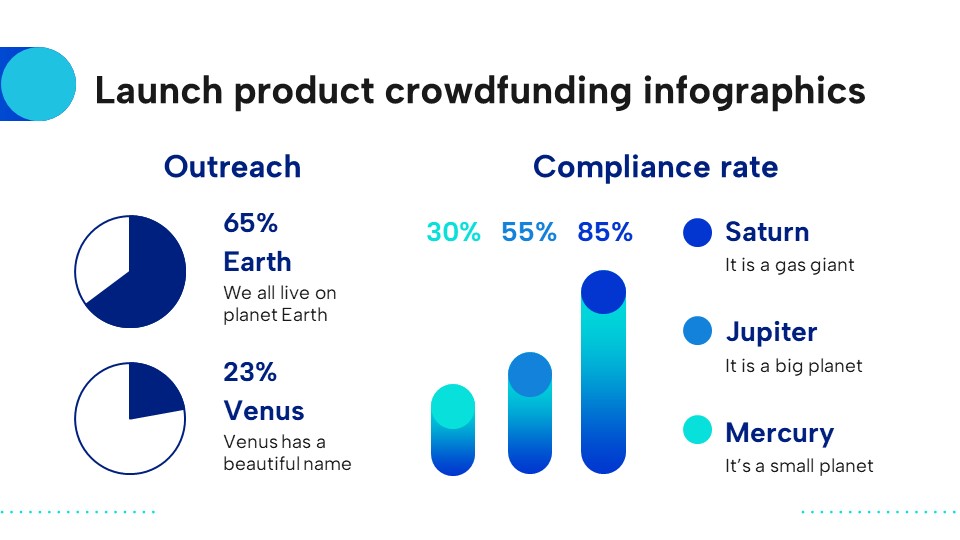 Launch product crowdfunding infographics
Outreach
65%
Earth
We all live on
planet Earth
23%
Venus
Venus has a
beautiful name
Compliance rate
30% 55% 85%
Saturn
It is a gas giant
Jupiter
It is a big planet
Mercury
It’s a small planet